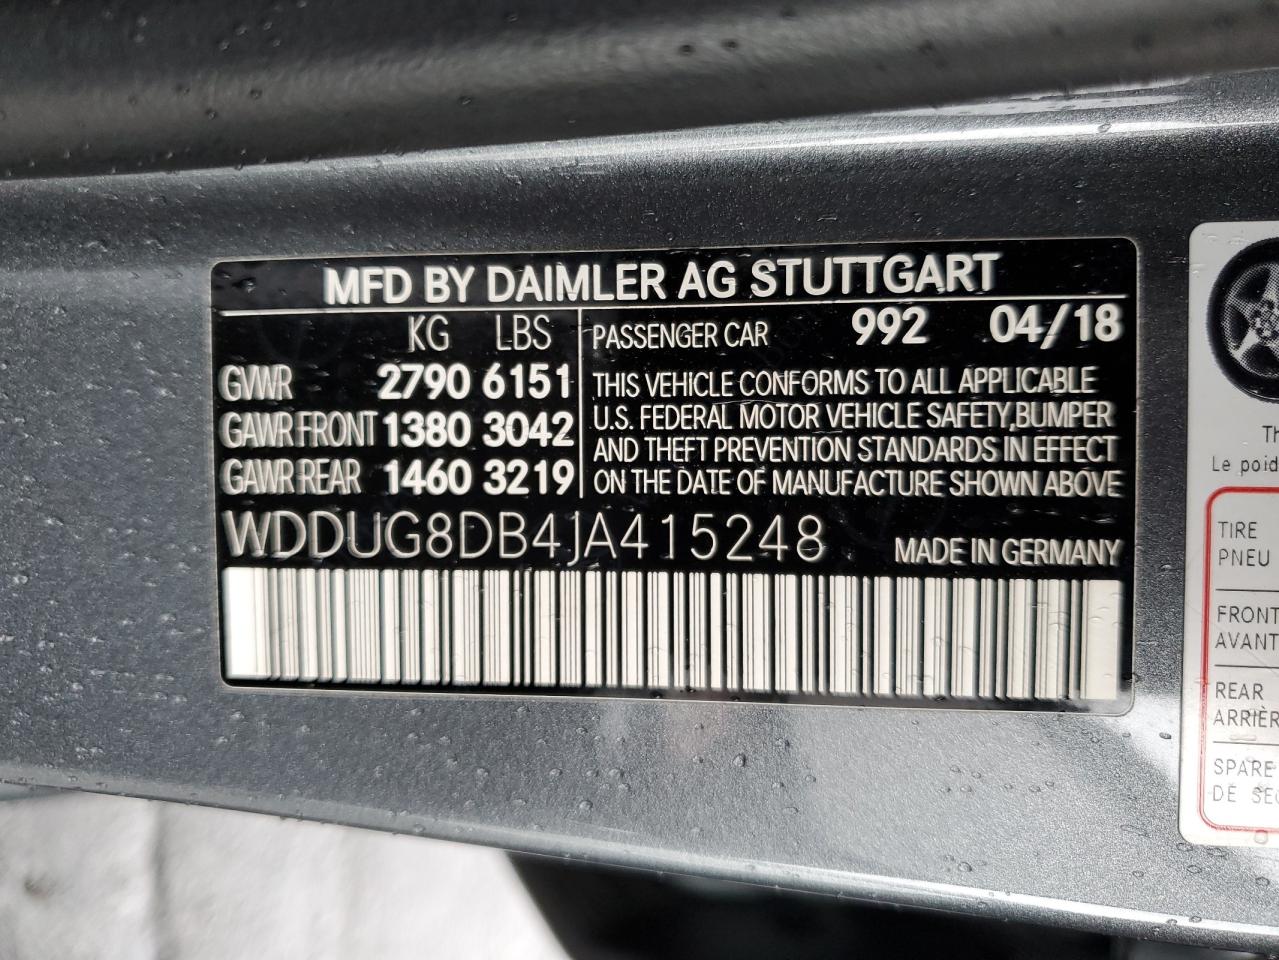 MFD BY DAIMLER AG STUTTGART
KG LBS
GVWR 2790 6151
GAWR FRONT 1380 3042
GAWR REAR 1460 3219
PASSENGER CAR 992 04/18
THIS VEHICLE CONFORMS TO ALL APPLICABLE
U.S. FEDERAL MOTOR VEHICLE SAFETY,BUMPER
AND THEFT PREVENTION STANDARDS IN EFFECT
ON THE DATE OF MANUFACTURE SHOWN ABOVE
WDDUG8DB4JA415248 MADE IN GERMANY
Th
Le poid
TIRE
PNEU
FRONT
AVANT
REAR
ARRIÈR
SPARE
DE SEC